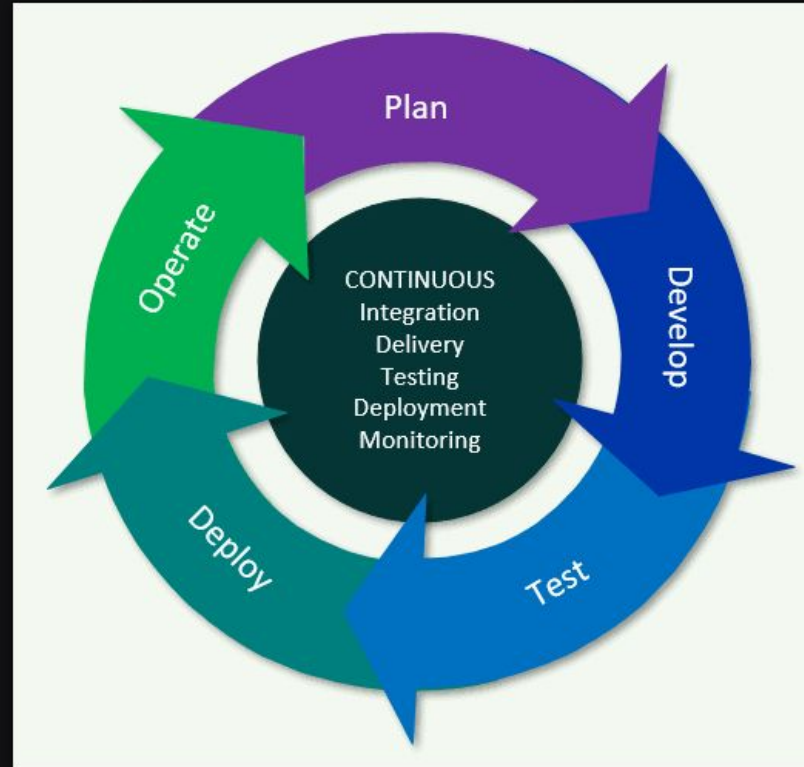 Plan
Develop
Test
Deploy
Operate
CONTINUOUS
Integration
Delivery
Testing
Deployment
Monitoring